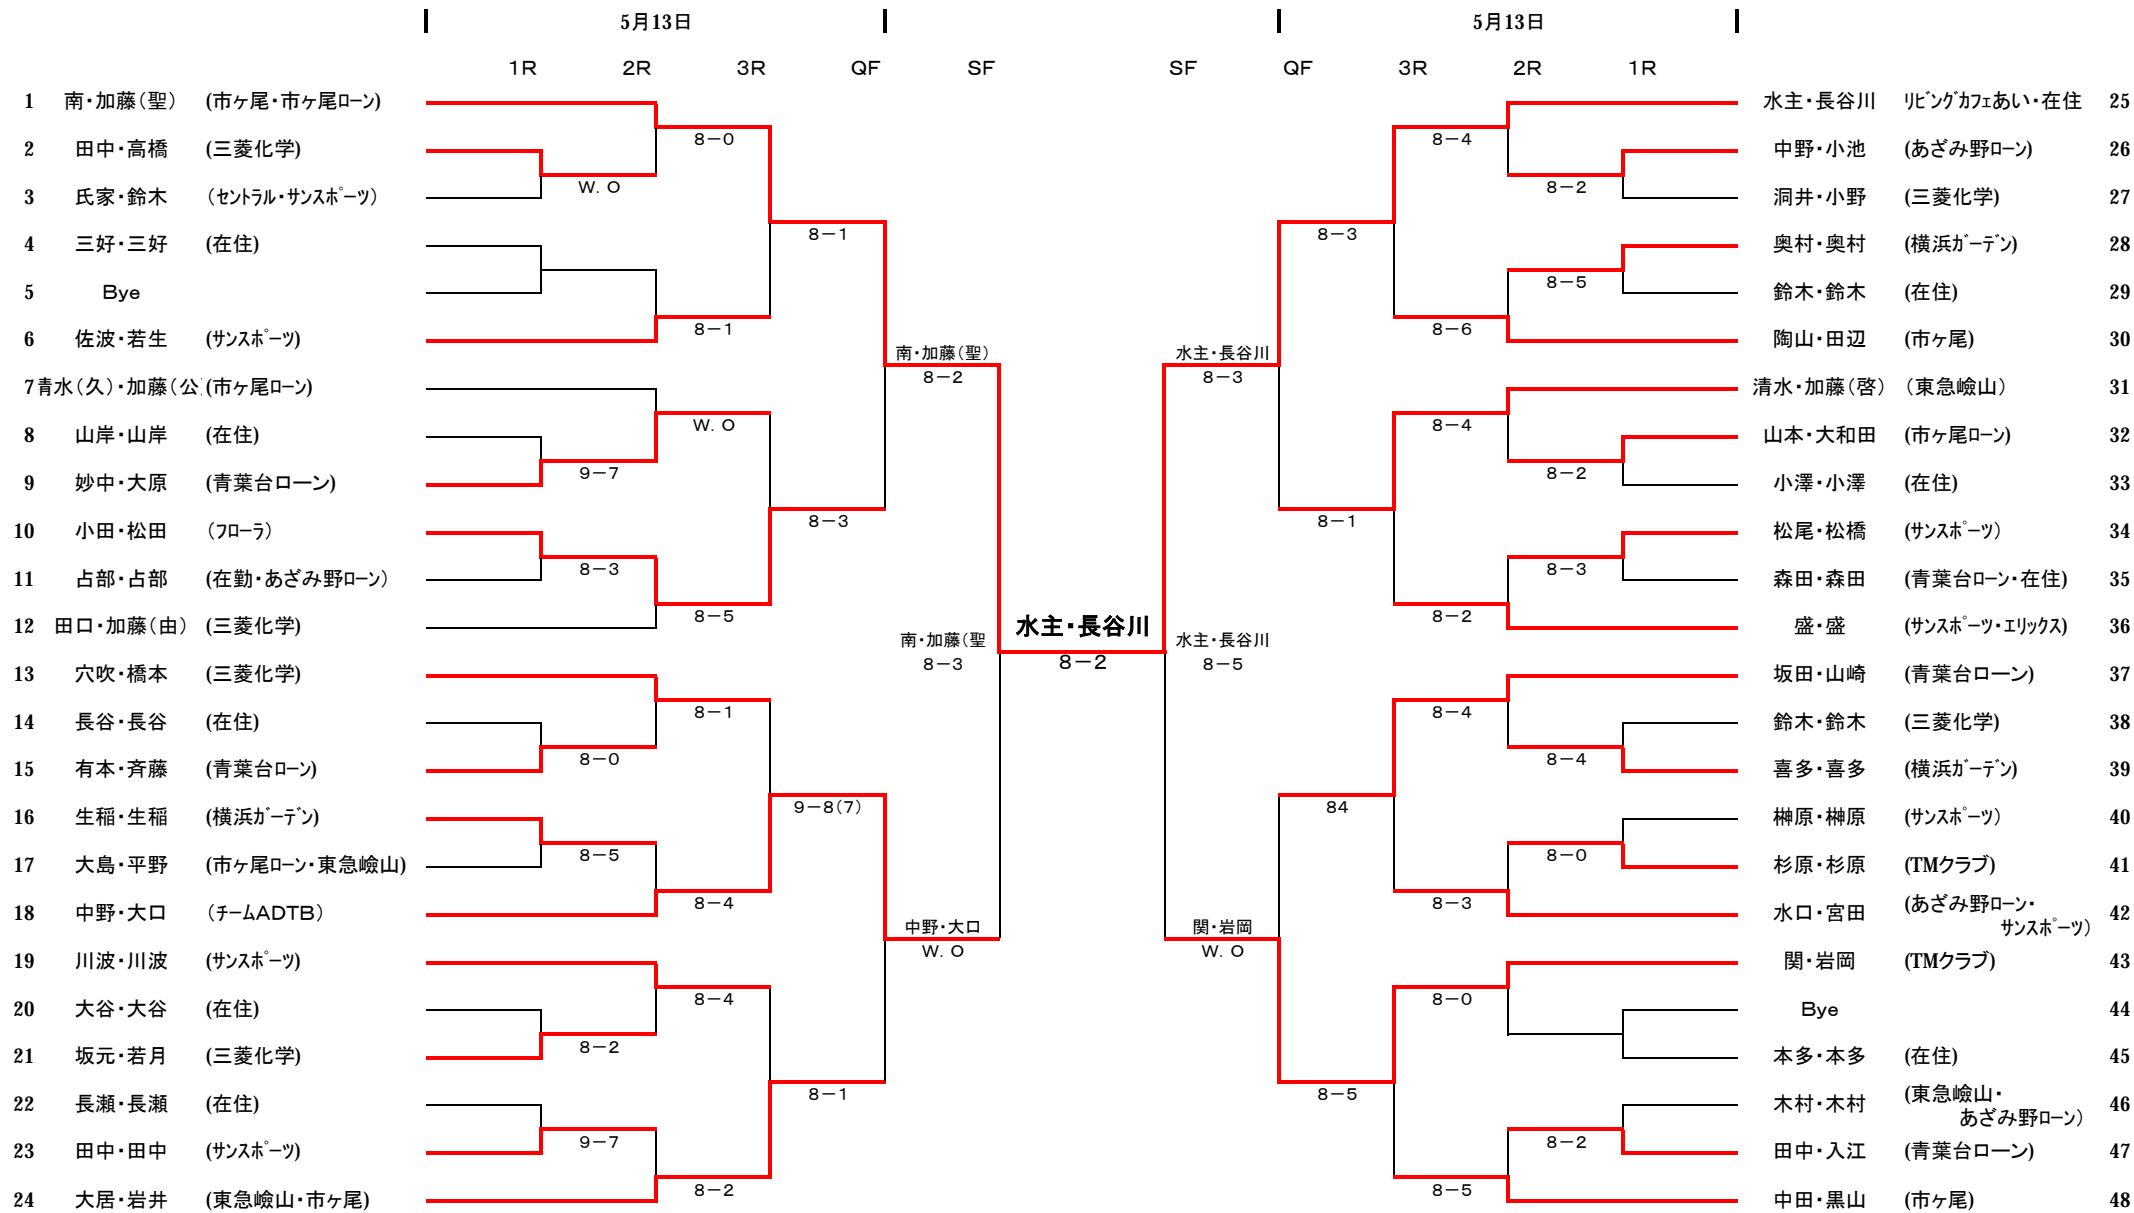 5月13日 5月13日
1R 2R 3R QF SF SF QF 3R 2R 1R
1 南・加藤(聖) (市ヶ尾・市ヶ尾ローン) 水主・長谷川 リビングカフェあい・在住 25
8-0 8-4
2 田中・高橋 (三菱化学) 中野・小池 (あざみ野ローン) 26
W.O 8-2
3 氏家・鈴木 (セントラル・サンスポーツ) 洞井・小野 (三菱化学) 27
8-1 8-3
4 三好・三好 (在住) 奥村・奥村 (横浜ガーデン) 28
8-5
5 Bye 鈴木・鈴木 (在住) 29
8-1 8-6
6 佐波・若生 (サンスポーツ) 陶山・田辺 (市ヶ尾) 30
南・加藤(聖) 水主・長谷川
8-2 8-3
7 青水(久)・加藤(公 (市ヶ尾ローン) 清水・加藤(啓) (東急嶮山) 31
W.O 8-4
8 山岸・山岸 (在住) 山本・大和田 (市ヶ尾ローン) 32
9-7 8-2
9 妙中・大原 (青葉台ローン) 小澤・小澤 (在住) 33
8-3 8-1
10 小田・松田 (フローラ) 松尾・松橋 (サンスポーツ) 34
8-3 8-3
11 占部・占部 (在勤・あざみ野ローン) 森田・森田 (青葉台ローン・在住) 35
8-5 8-2
12 田口・加藤(由) (三菱化学) 水主・長谷川 盛・盛 (サンスポーツ・エリックス) 36
南・加藤(聖 水主・長谷川
8-3 8-2 8-5
13 穴吹・橋本 (三菱化学) 坂田・山崎 (青葉台ローン) 37
8-1 8-4
14 長谷・長谷 (在住) 鈴木・鈴木 (三菱化学) 38
8-0 8-4
15 有本・斉藤 (青葉台ローン) 喜多・喜多 (横浜ガーデン) 39
9-8(7) 84
16 生稲・生稲 (横浜ガーデン) 榊原・榊原 (サンスポーツ) 40
8-5 8-0
17 大島・平野 (市ヶ尾ローン・東急嶮山) 杉原・杉原 (TMクラブ) 41
8-4 8-3
18 中野・大口 (チームADTB) 水口・宮田 (あざみ野ローン・
サンスポーツ) 42
中野・大口 関・岩岡
W.O W.O
19 川波・川波 (サンスポーツ) 関・岩岡 (TMクラブ) 43
8-4 8-0
20 大谷・大谷 (在住) Bye 44
8-2
21 坂元・若月 (三菱化学) 本多・本多 (在住) 45
8-1 8-5
22 長瀬・長瀬 (在住) 木村・木村 (東急嶮山・
あざみ野ローン) 46
9-7 8-2
23 田中・田中 (サンスポーツ) 田中・入江 (青葉台ローン) 47
8-2 8-5
24 大居・岩井 (東急嶮山・市ヶ尾) 中田・黒山 (市ヶ尾) 48